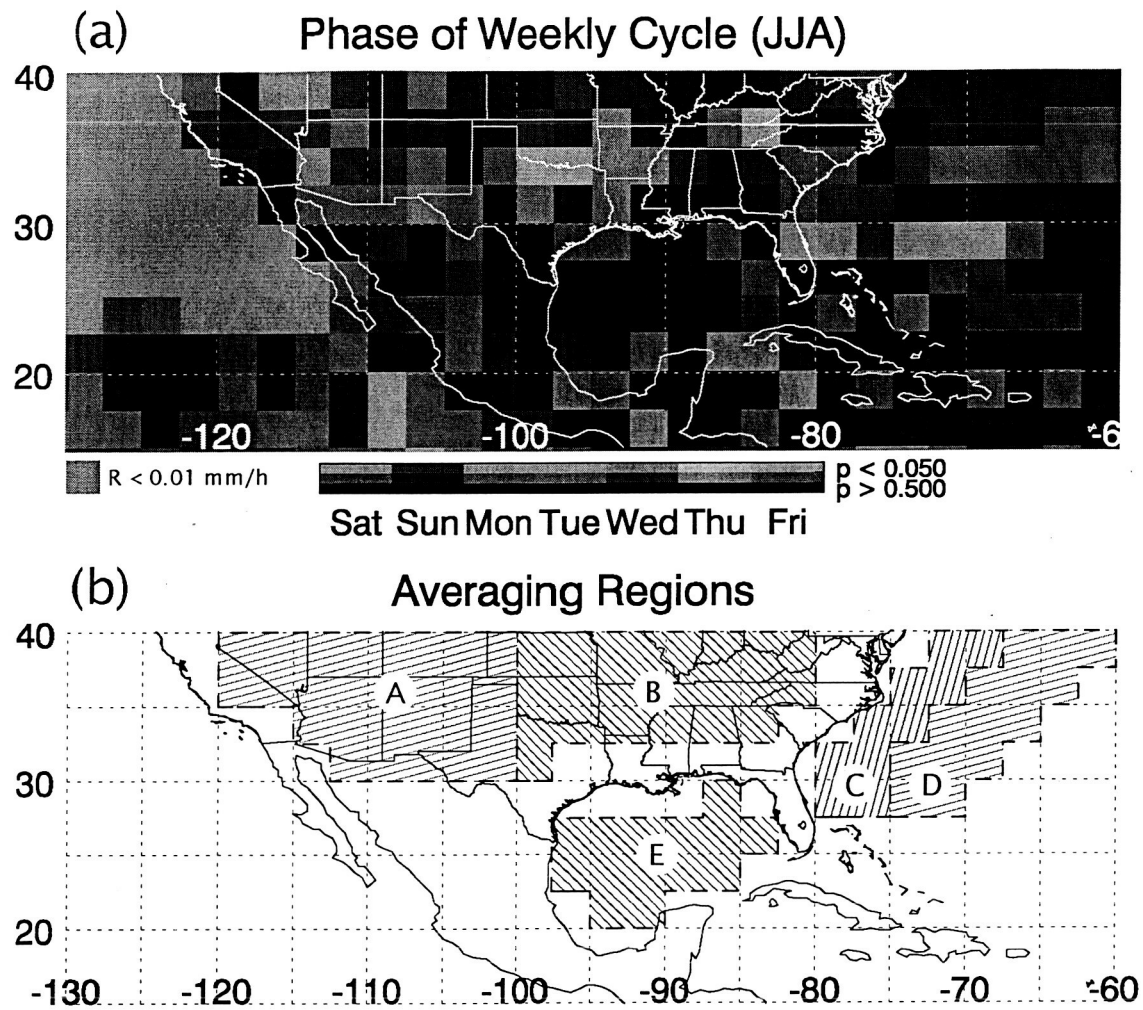 (a) Phase of Weekly Cycle (JJA)
40
30
20
-120 -100 -80 -6
R < 0.01 mm/h
p < 0.050
p > 0.500
Sat Sun Mon Tue Wed Thu Fri
(b) Averaging Regions
40
A B
30
C D
E
20
-130 -120 -110 -100 -90 -80 -70 -60